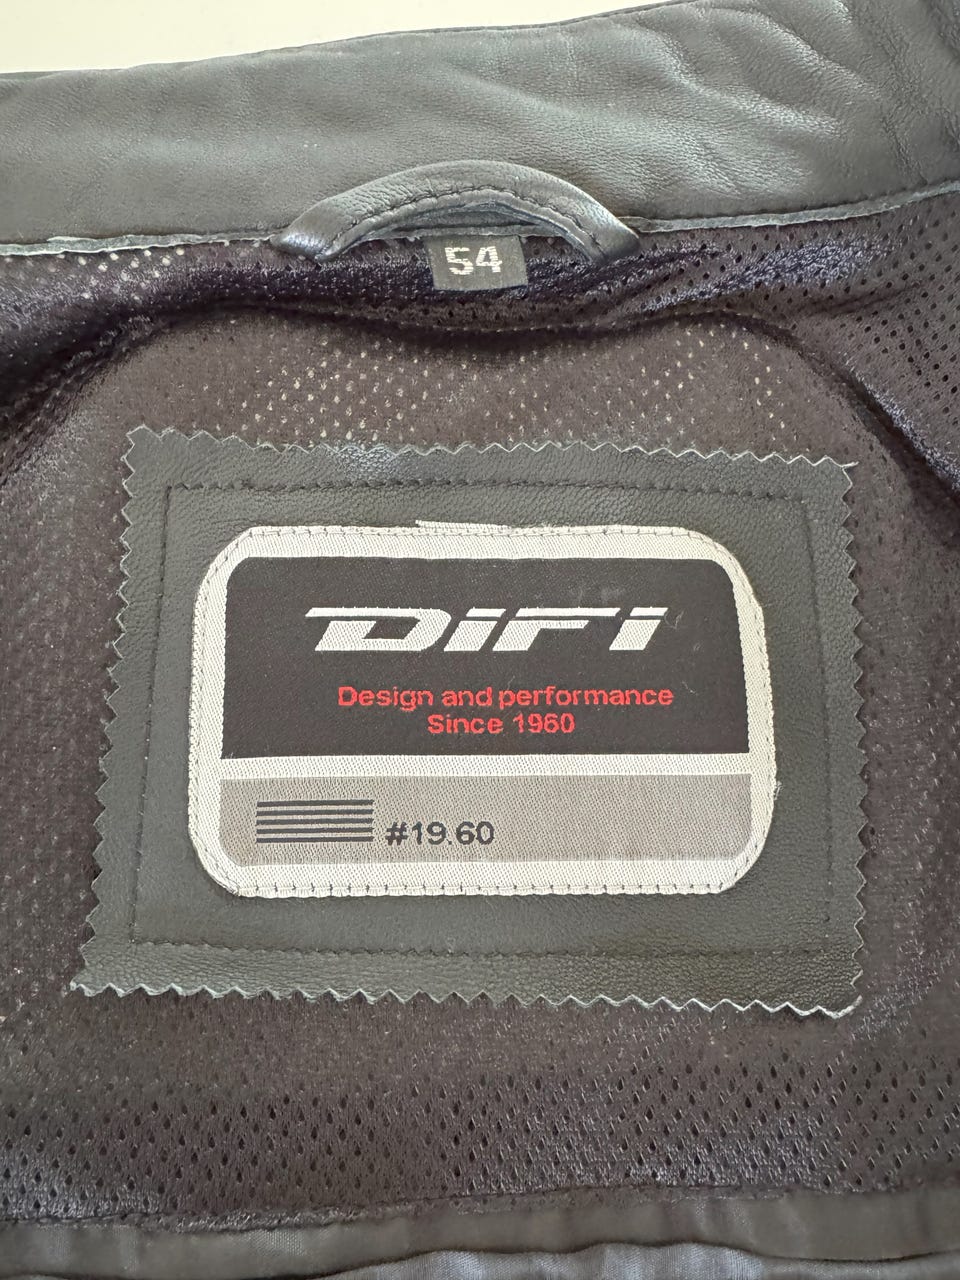 54
DiFi
Design and performance
Since 1960
#19.60